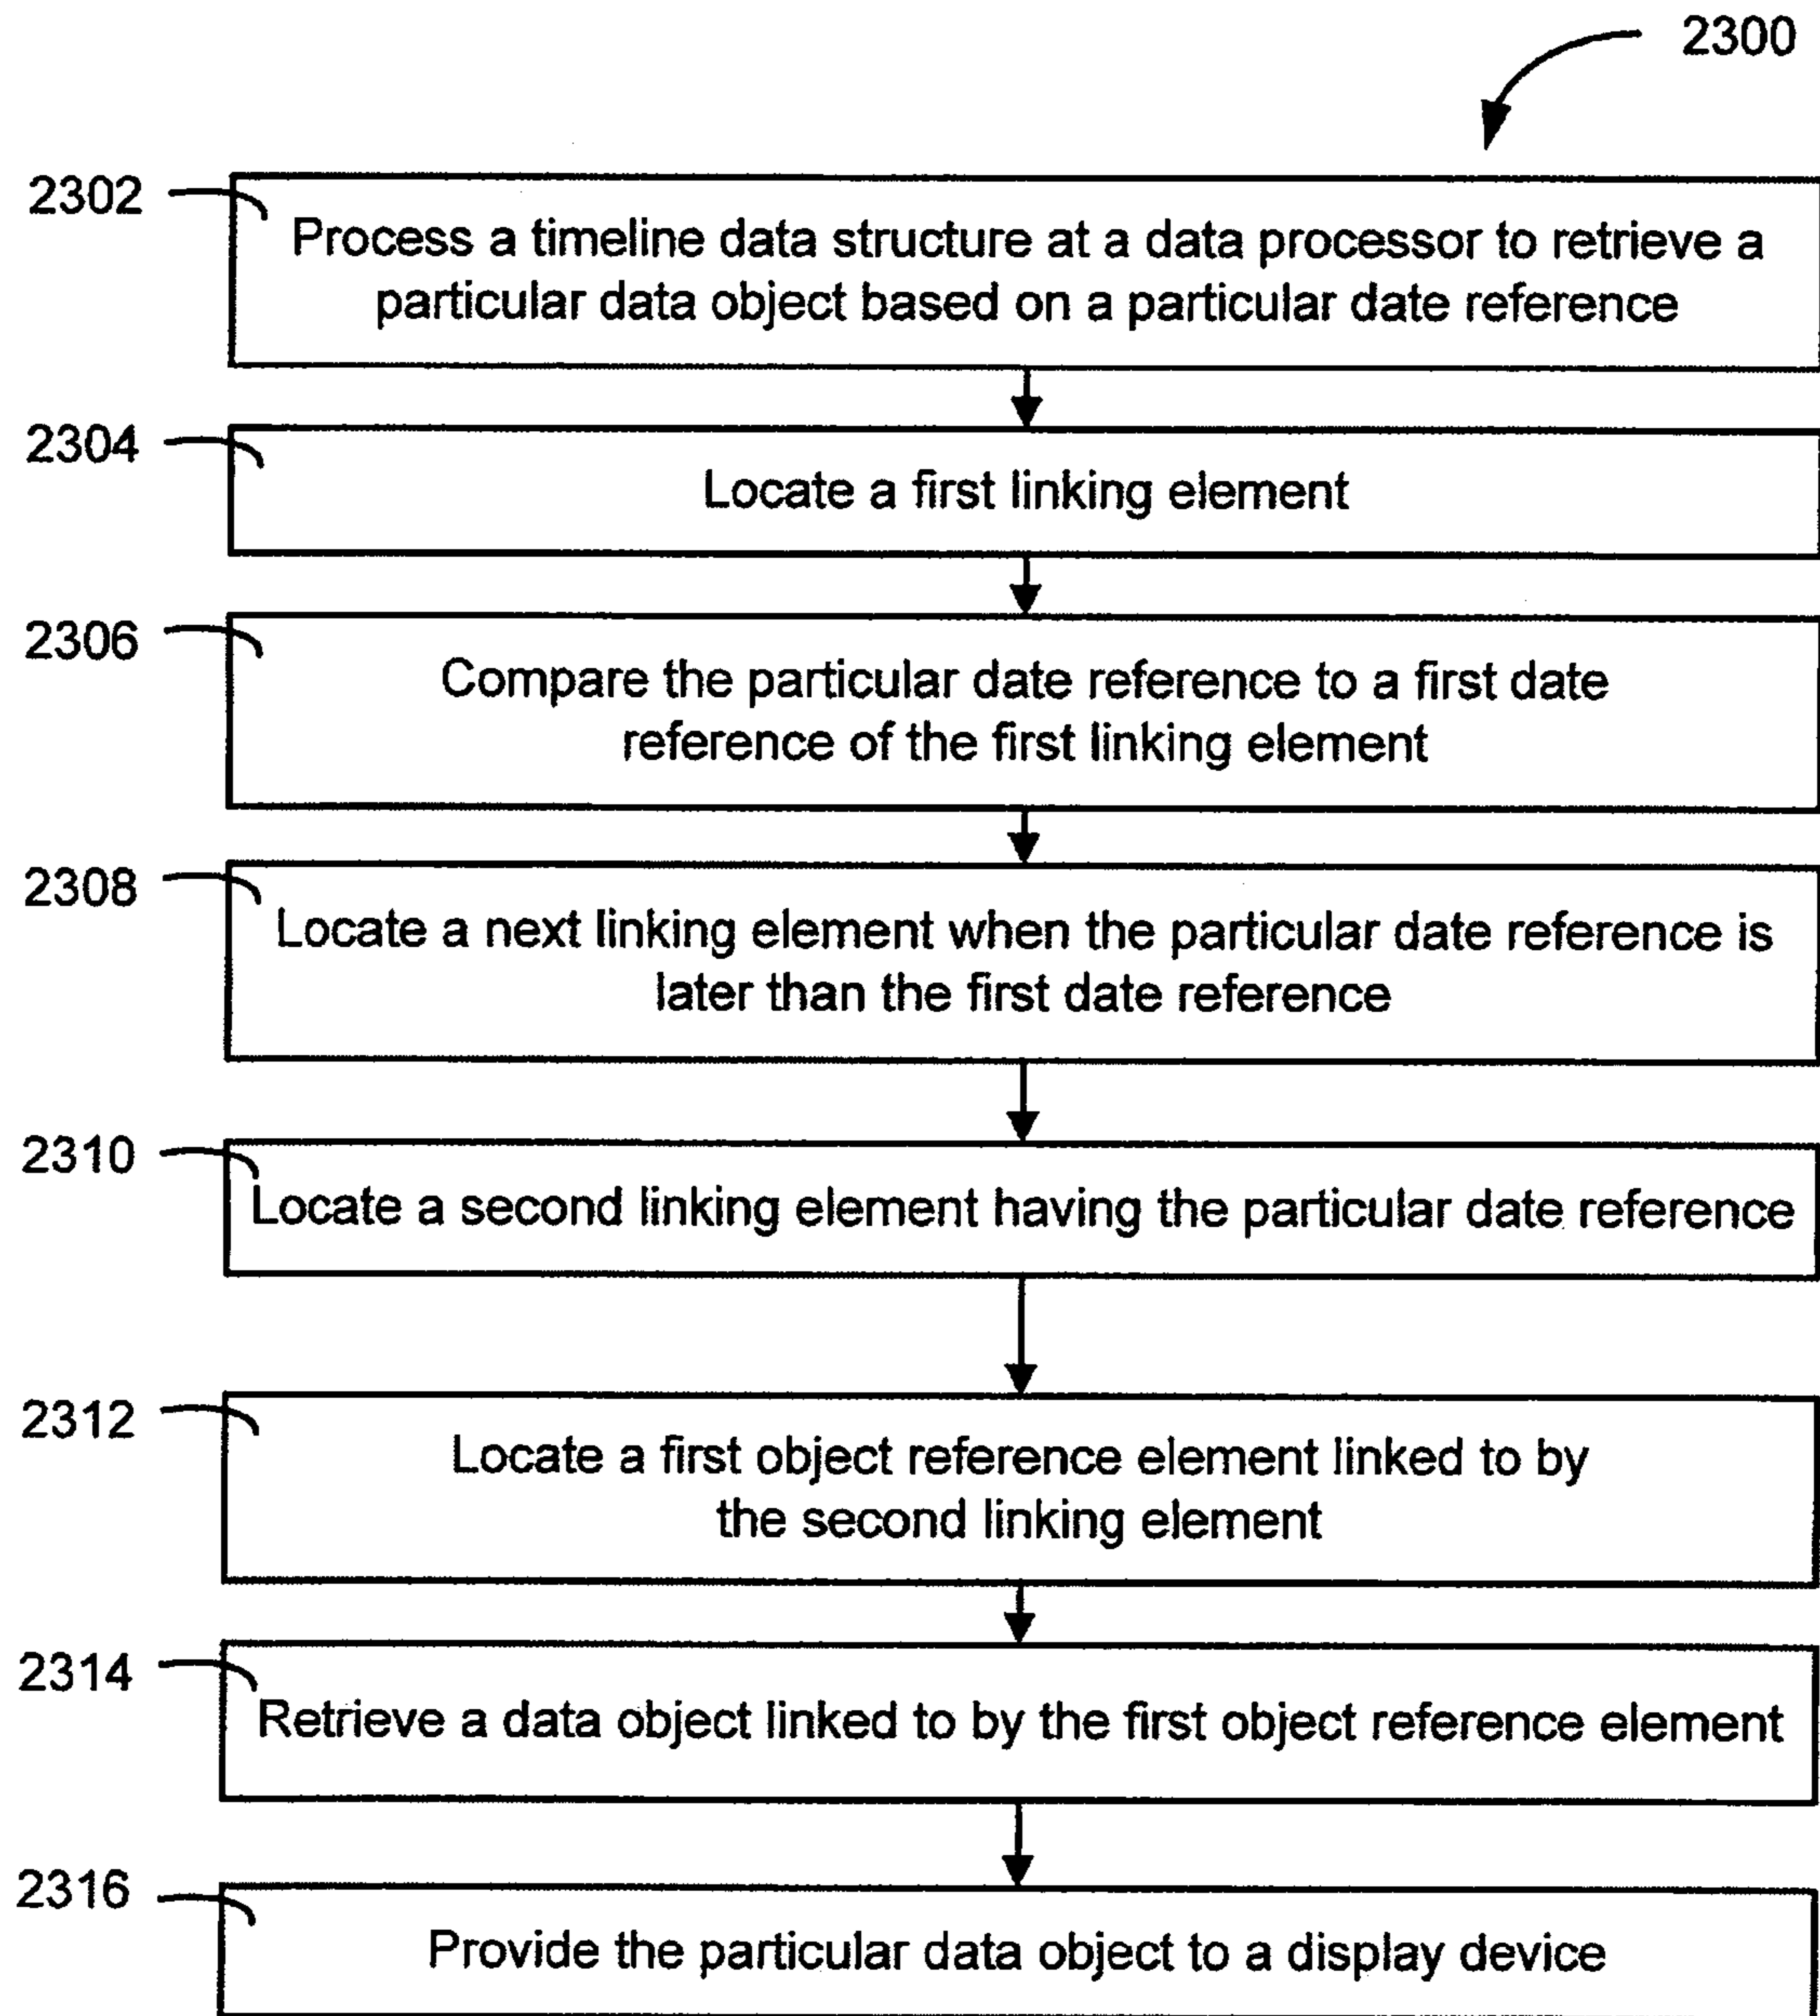 2300
2302
Process a timeline data structure at a data processor to retrieve a
particular data object based on a particular date reference
2304
Locate a first linking element
2306
Compare the particular date reference to a first date
reference of the first linking element
2308
Locate a next linking element when the particular date reference is
later than the first date reference
2310
Locate a second linking element having the particular date reference
2312
Locate a first object reference element linked to by
the second linking element
2314
Retrieve a data object linked to by the first object reference element
2316
Provide the particular data object to a display device